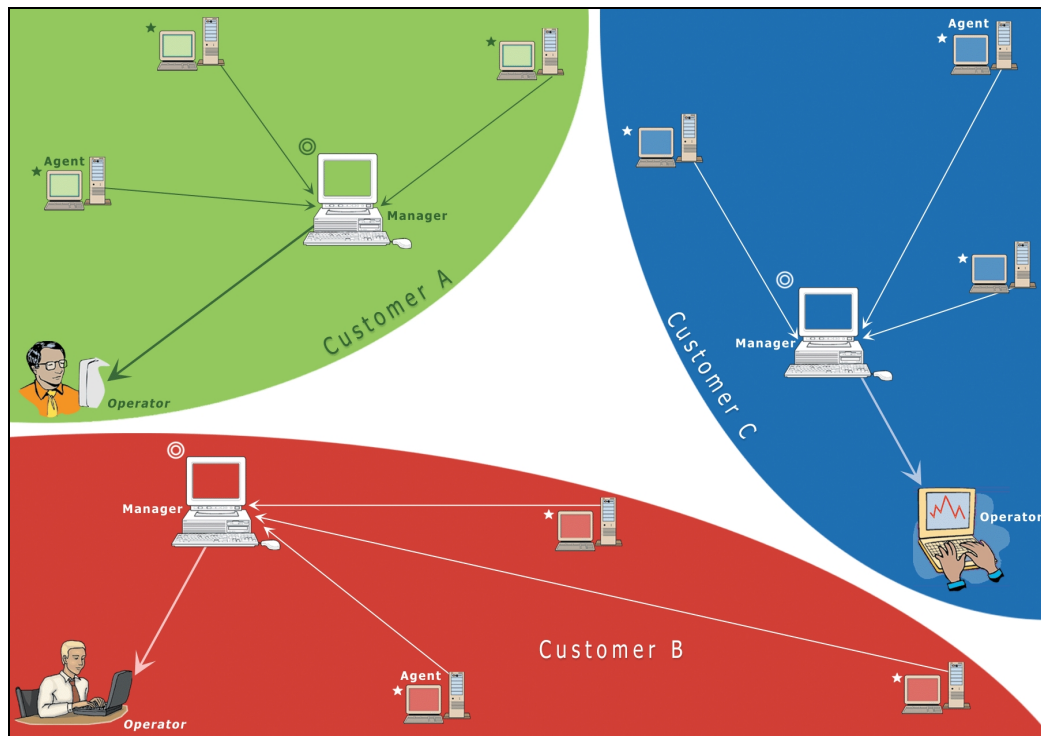 Agent
Manager
Customer A
Operator
Agent
Manager
Customer C
Operator
Manager
Customer B
Agent
Operator